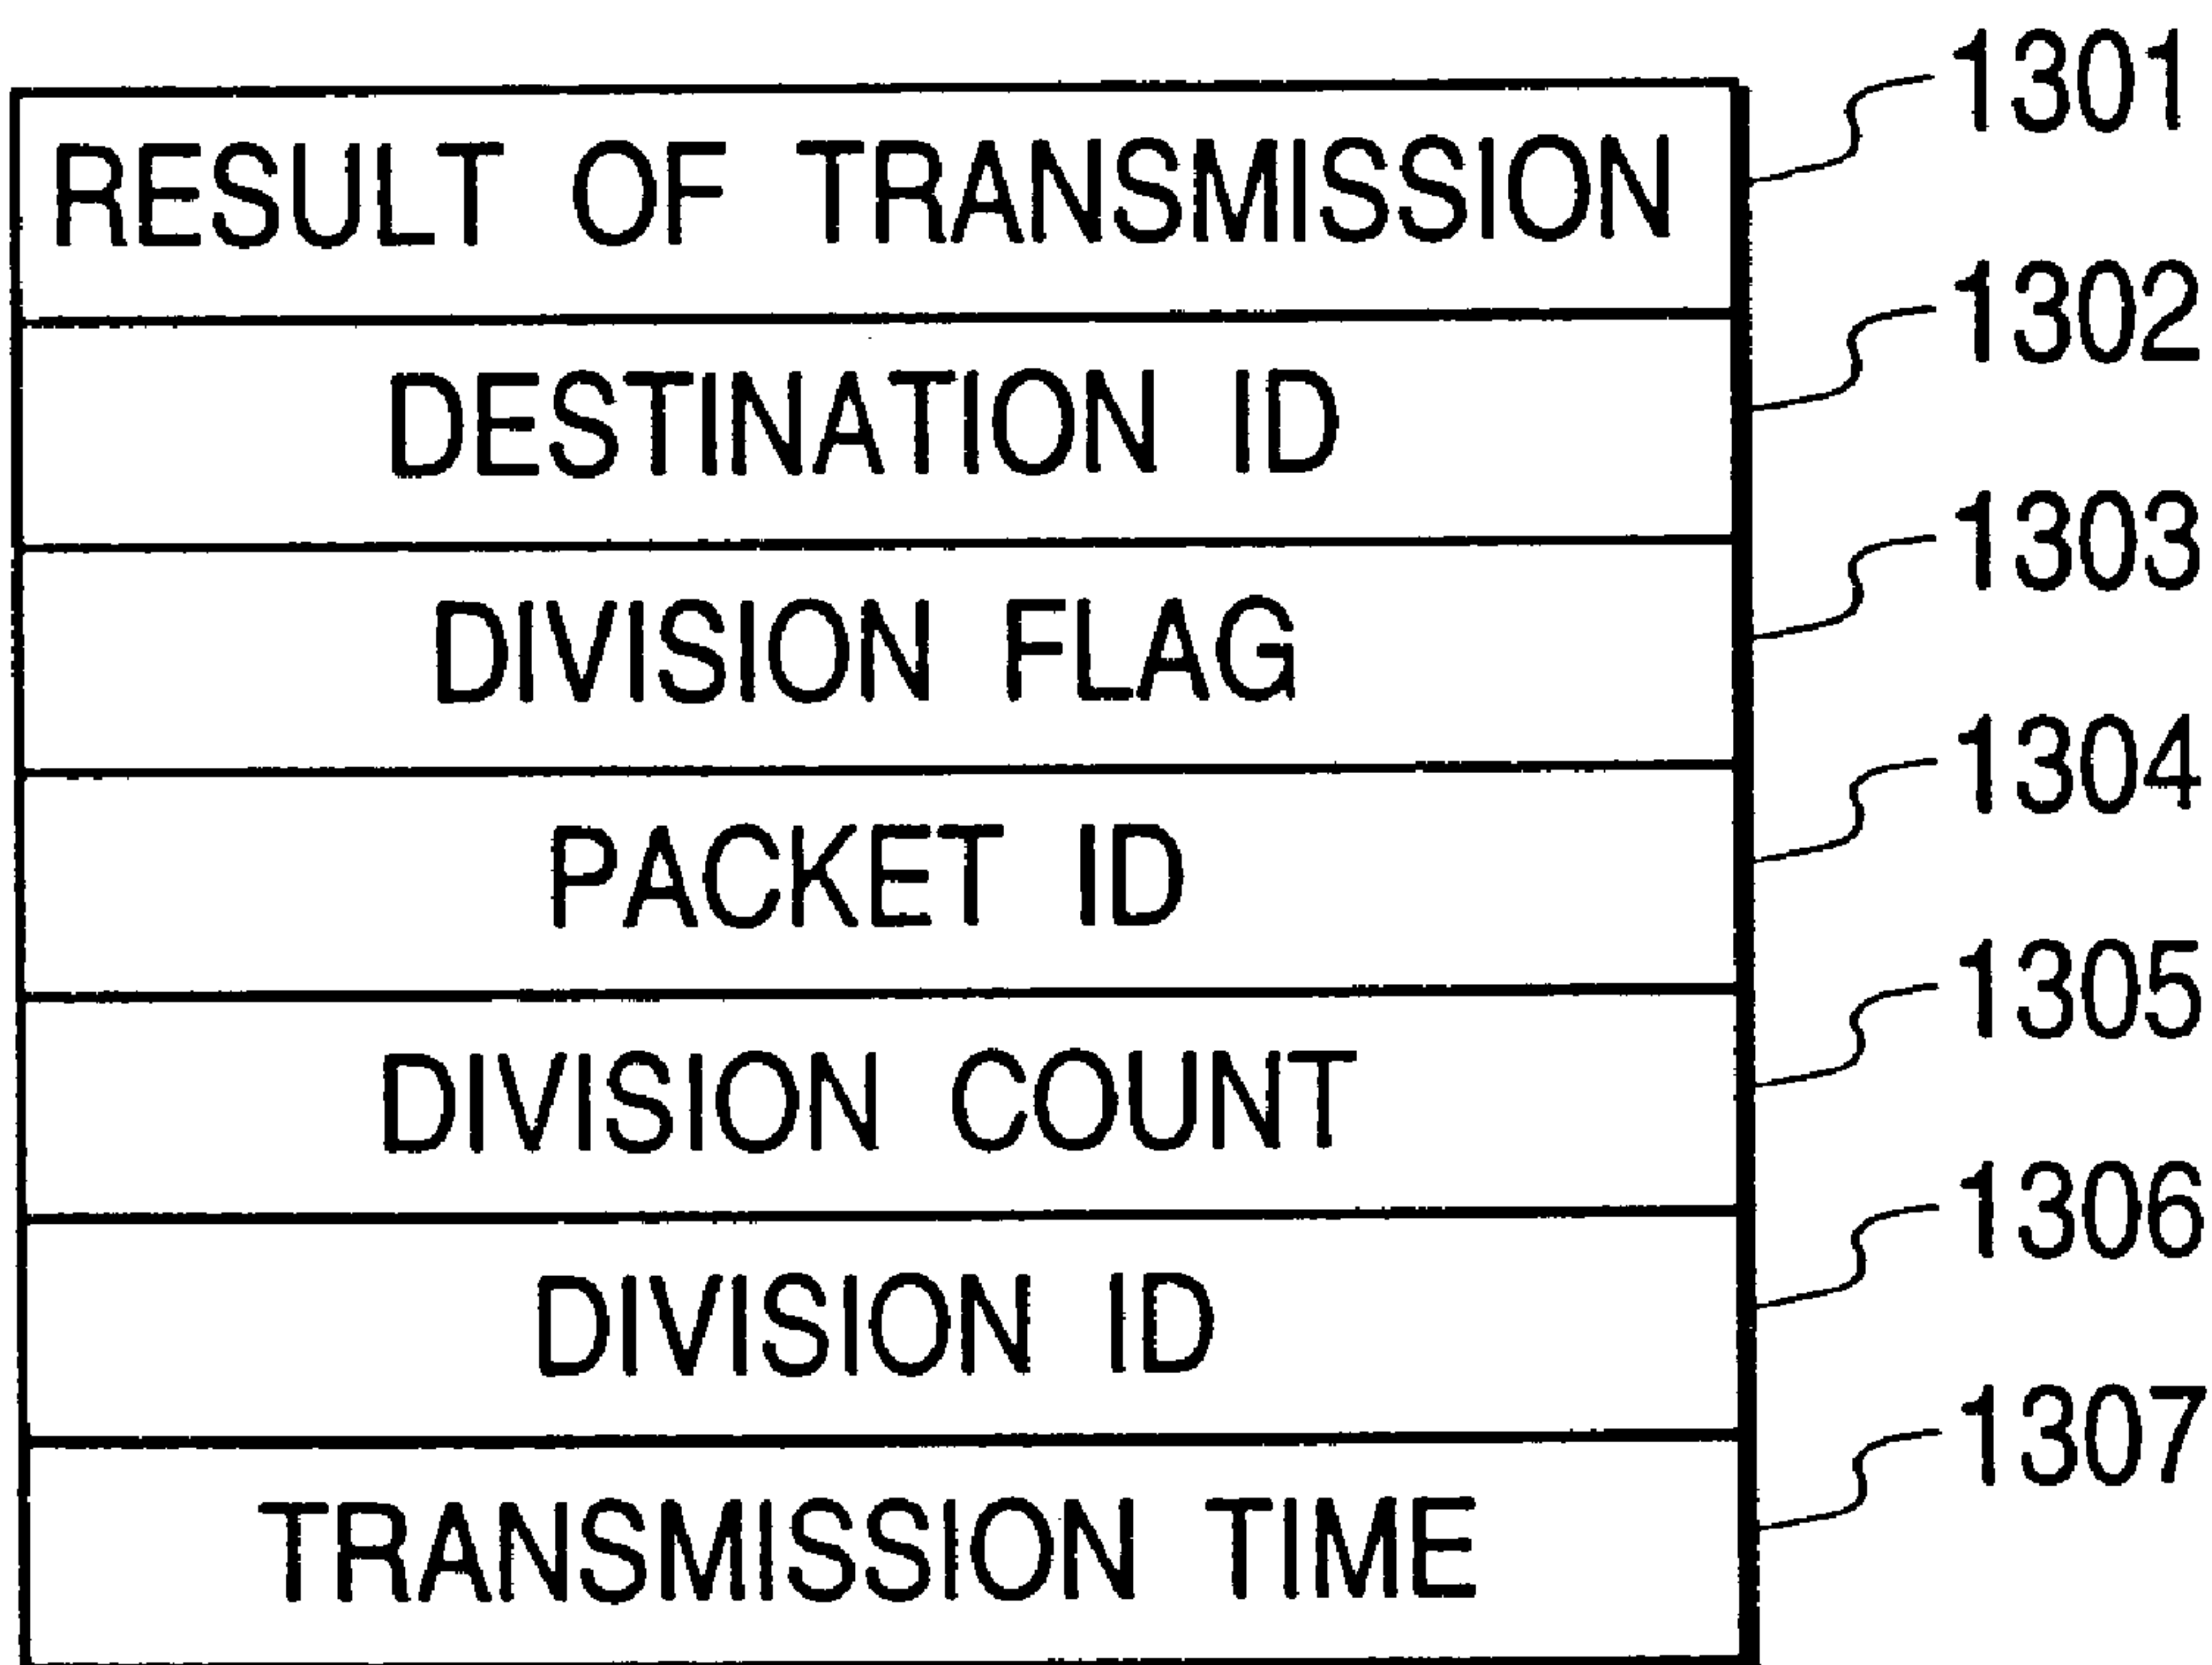 RESULT OF TRANSMISSION 1301
DESTINATION ID 1302
DIVISION FLAG 1303
PACKET ID 1304
DIVISION COUNT 1305
DIVISION ID 1306
TRANSMISSION TIME 1307